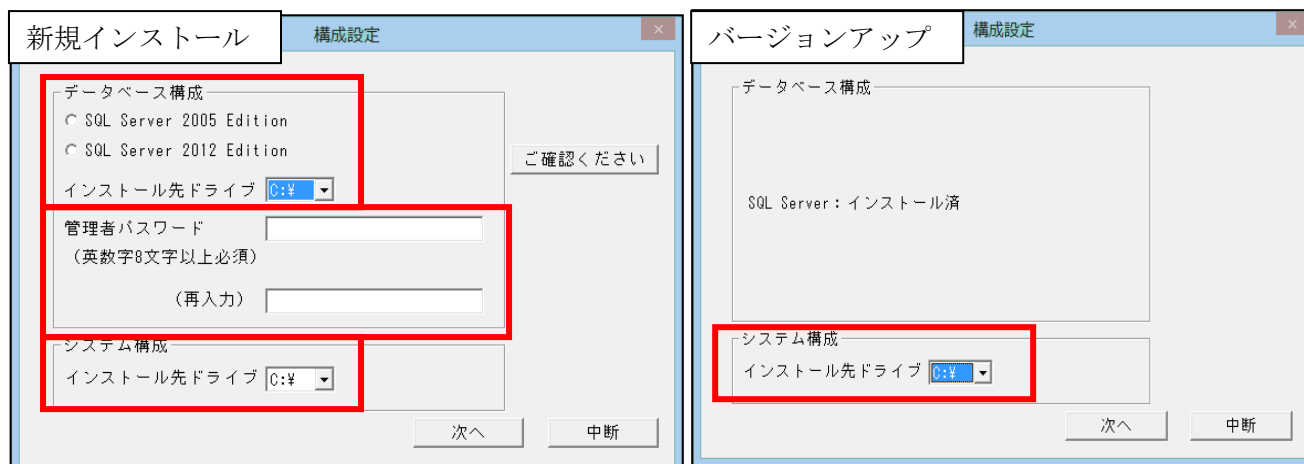 新規インストール
構成設定
データベース構成
SQL Server 2005 Edition
SQL Server 2012 Edition
ご確認ください
インストール先ドライブ C:¥
管理者パスワード
(英数字8文字以上必須)
(再入力)
システム構成
インストール先ドライブ C:¥
次へ 中断
バージョンアップ
構成設定
データベース構成
SQL Server:インストール済
システム構成
インストール先ドライブ C:¥
次へ 中断